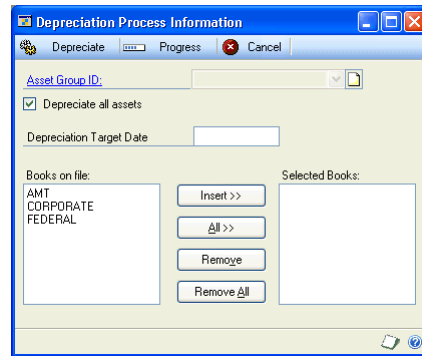 Depreciation Process Information
Depreciate Progress Cancel
Asset Group ID:
Depreciate all assets
Depreciation Target Date
Books on file: Selected Books:
AMT
CORPORATE
FEDERAL
Insert >>
All >>
Remove
Remove All